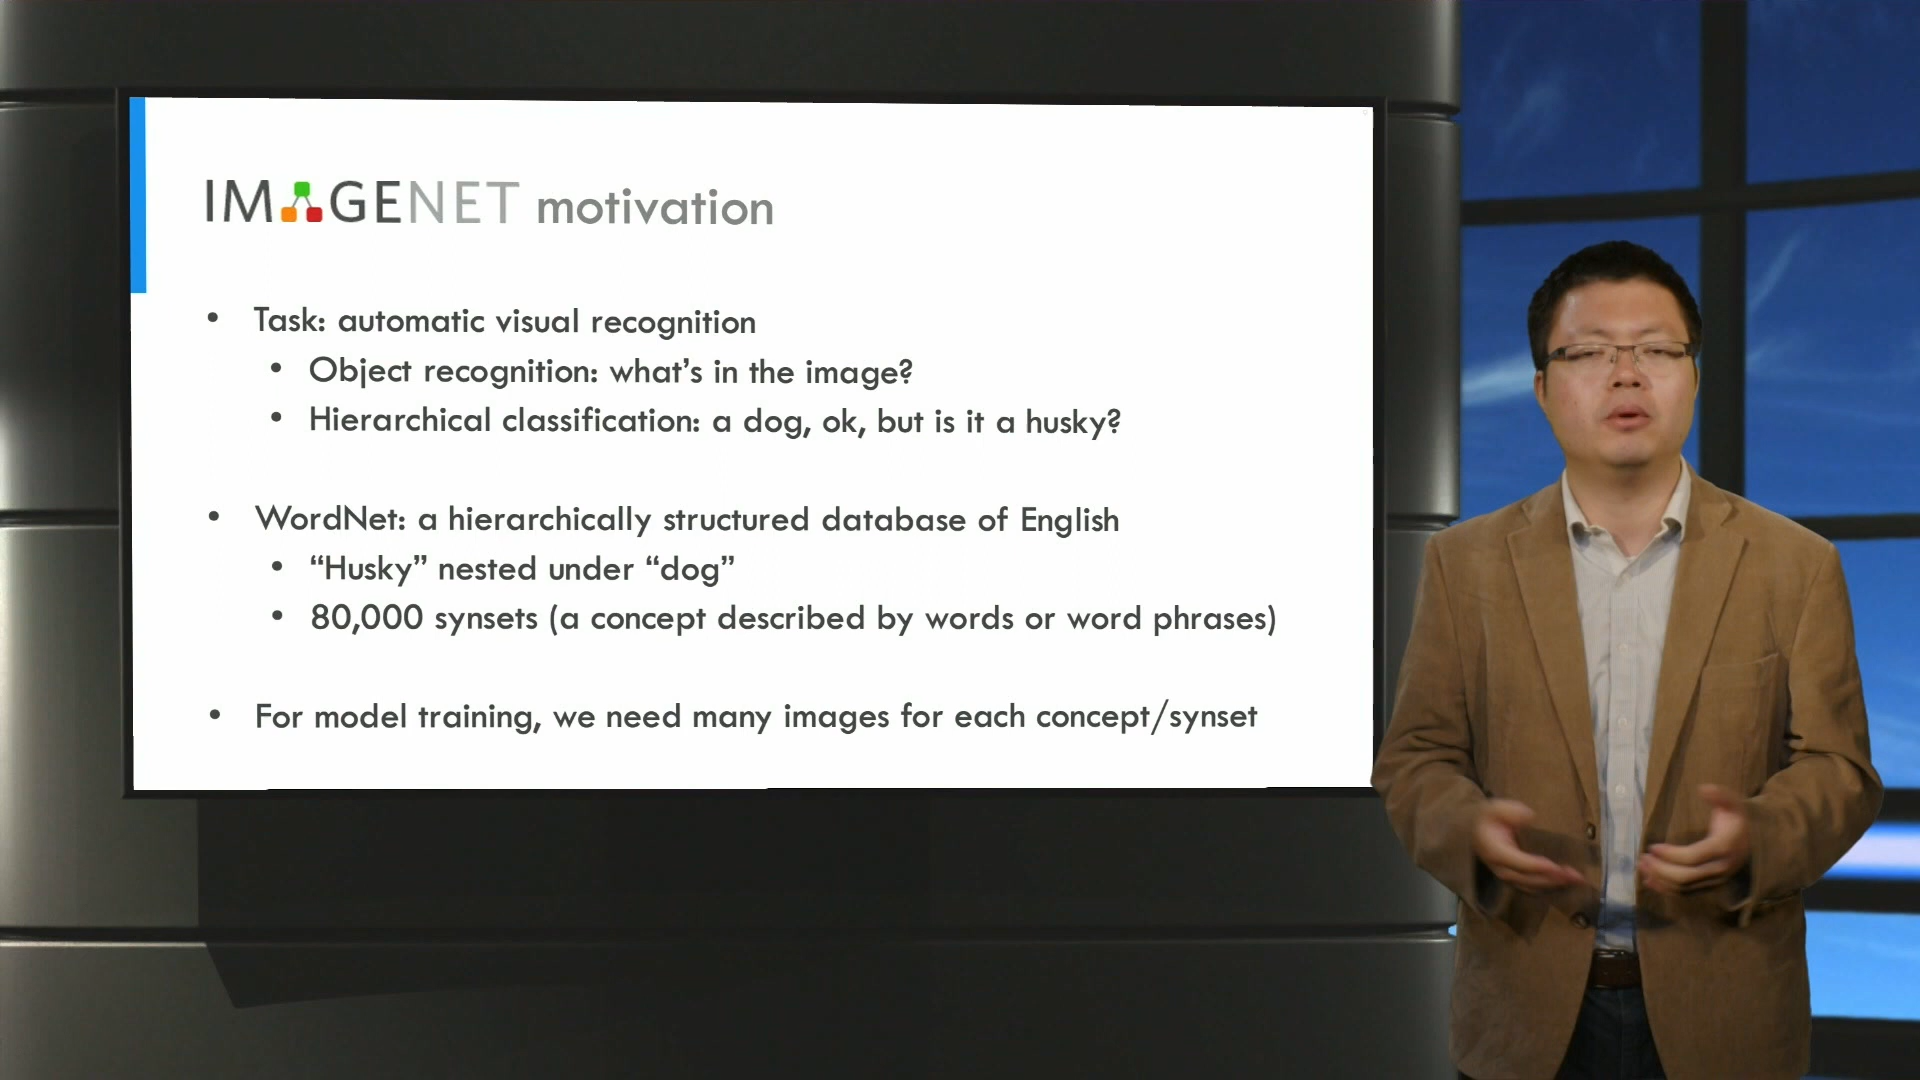 IMAGENET motivation
• Task: automatic visual recognition
• Object recognition: what’s in the image?
• Hierarchical classification: a dog, ok, but is it a husky?
• WordNet: a hierarchically structured database of English
• “Husky” nested under “dog”
• 80,000 synsets (a concept described by words or word phrases)
• For model training, we need many images for each concept/synset